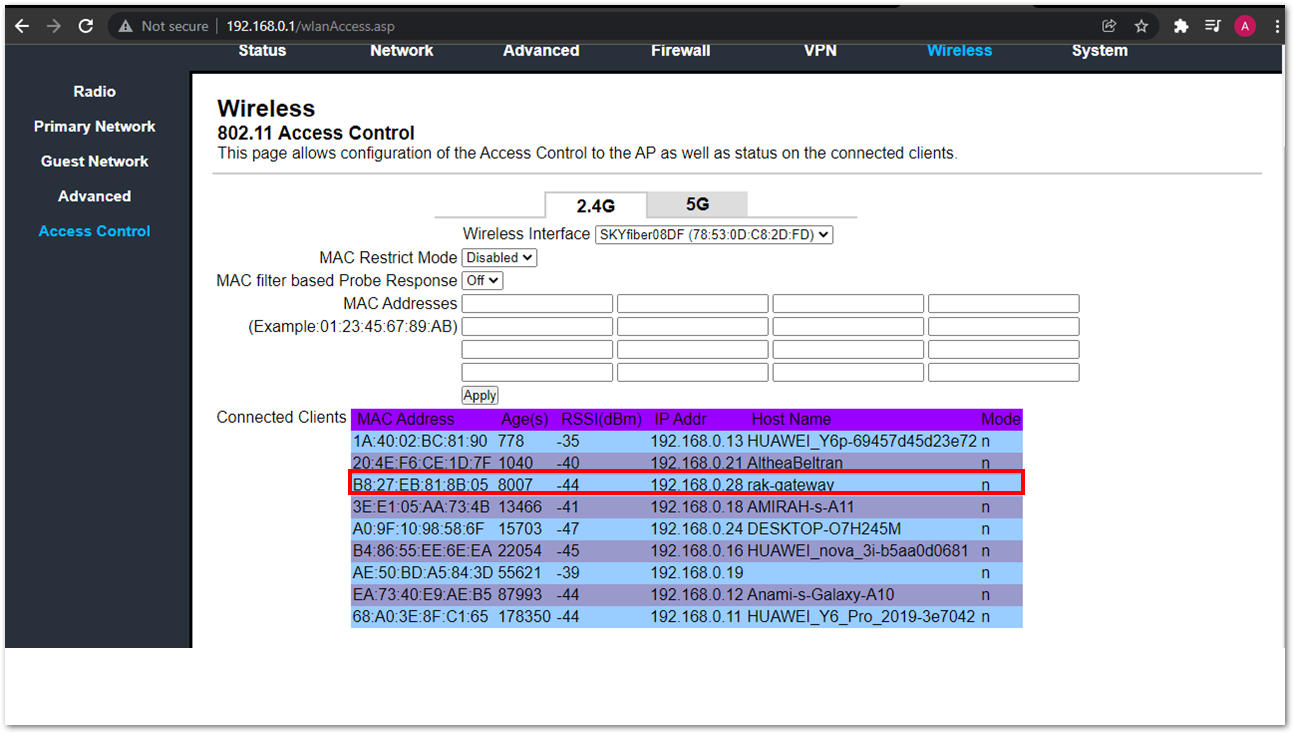 Not secure | 192.168.0.1/wlanAccess.asp A
Status Network Advanced Firewall VPN Wireless System
Radio
Primary Network
Guest Network
Advanced
Access Control
Wireless
802.11 Access Control
This page allows configuration of the Access Control to the AP as well as status on the connected clients.
2.4G 5G
Wireless Interface SKYfiber08DF (78:53:0D:C8:2D:FD)
MAC Restrict Mode Disabled
MAC filter based Probe Response Off
MAC Addresses
(Example:01:23:45:67:89:AB)
Apply
Connected Clients MAC Address Age(s) RSSI(dBm) IP Addr Host Name Mode
1A:40:02:BC:81:90 778 -35 192.168.0.13 HUAWEI_Y6p-69457d45d23e72 n
20:4E:F6:CE:1D:7F 1040 -40 192.168.0.21 AltheaBeltran n
B8:27:EB:81:8B:05 8007 -44 192.168.0.28 rak-gateway n
3E:E1:05:AA:73:4B 13466 -41 192.168.0.18 AMIRAH-s-A11 n
A0:9F:10:98:58:6F 15703 -47 192.168.0.24 DESKTOP-O7H245M n
B4:86:55:EE:6E:EA 22054 -45 192.168.0.16 HUAWEI_nova_3i-b5aa0d0681 n
AE:50:BD:A5:84:3D 55621 -39 192.168.0.19 n
EA:73:40:E9:AE:B5 87993 -44 192.168.0.12 Anami-s-Galaxy-A10 n
68:A0:3E:8F:C1:65 178350 -44 192.168.0.11 HUAWEI_Y6_Pro_2019-3e7042 n